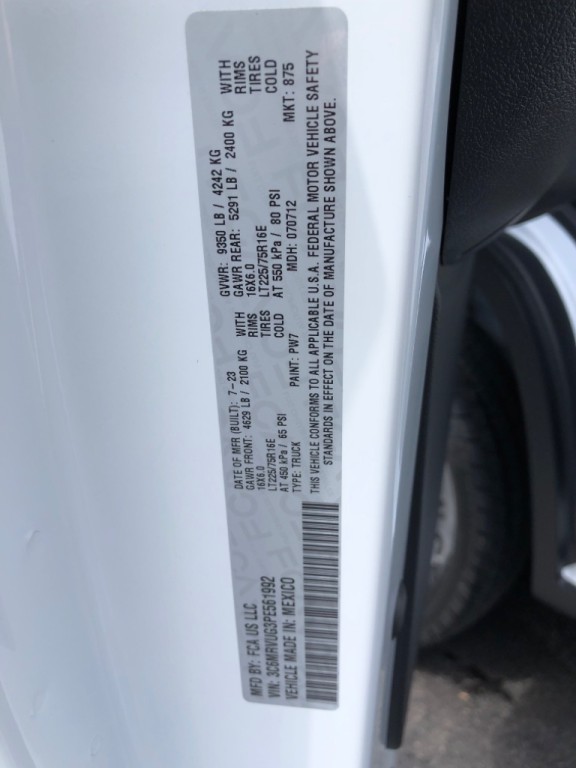 MFD BY: FCA US LLC
VIN: 3C6MRVUG3PE561992
VEHICLE MADE IN: MEXICO
DATE OF MFR (BUILT): 7-23 GVWR: 9350 LB / 4242 KG
GAWR FRONT: 4629 LB / 2100 KG WITH GAWR REAR: 5291 LB / 2400 KG WITH
16X6.0 RIMS 16X6.0 RIMS
LT225/75R16E TIRES LT225/75R16E TIRES
AT 450 kPa / 65 PSI COLD AT 550 kPa / 80 PSI COLD
TYPE: TRUCK PAINT: PW7 MDH: 070712 MKT: 875
THIS VEHICLE CONFORMS TO ALL APPLICABLE U.S.A. FEDERAL MOTOR VEHICLE SAFETY
STANDARDS IN EFFECT ON THE DATE OF MANUFACTURE SHOWN ABOVE.